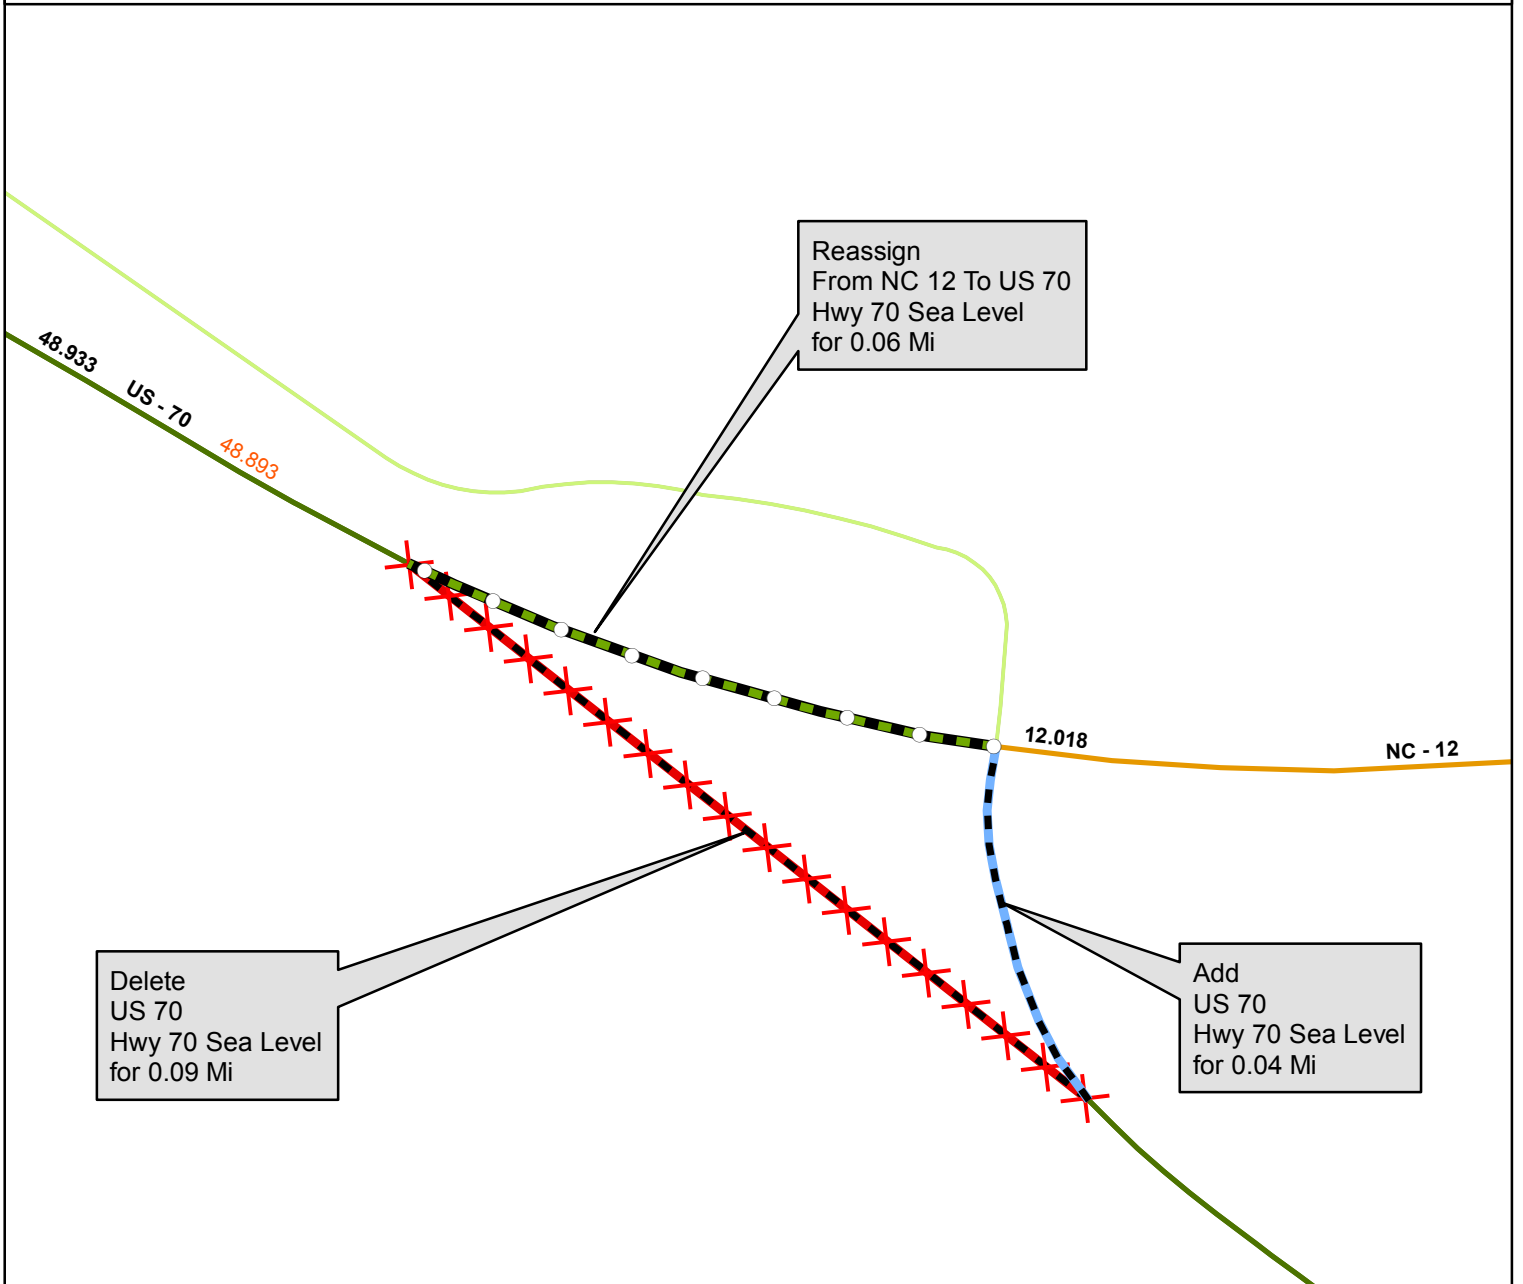 Reassign
From NC 12 To US 70
Hwy 70 Sea Level
for 0.06 Mi
48.933
US - 70
48.893
12.018
NC - 12
Delete
US 70
Hwy 70 Sea Level
for 0.09 Mi
Add
US 70
Hwy 70 Sea Level
for 0.04 Mi